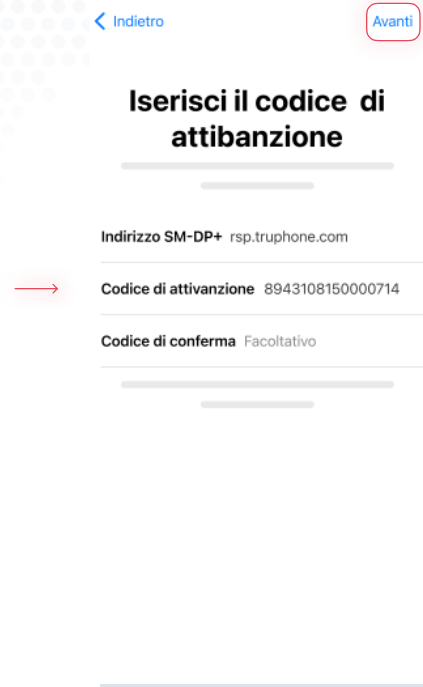 Indietro
Avanti
Iserisci il codice di
attibanzione
Indirizzo SM-DP+ rsp.truphone.com
Codice di attivanzione 8943108150000714
Codice di conferma Facoltativo